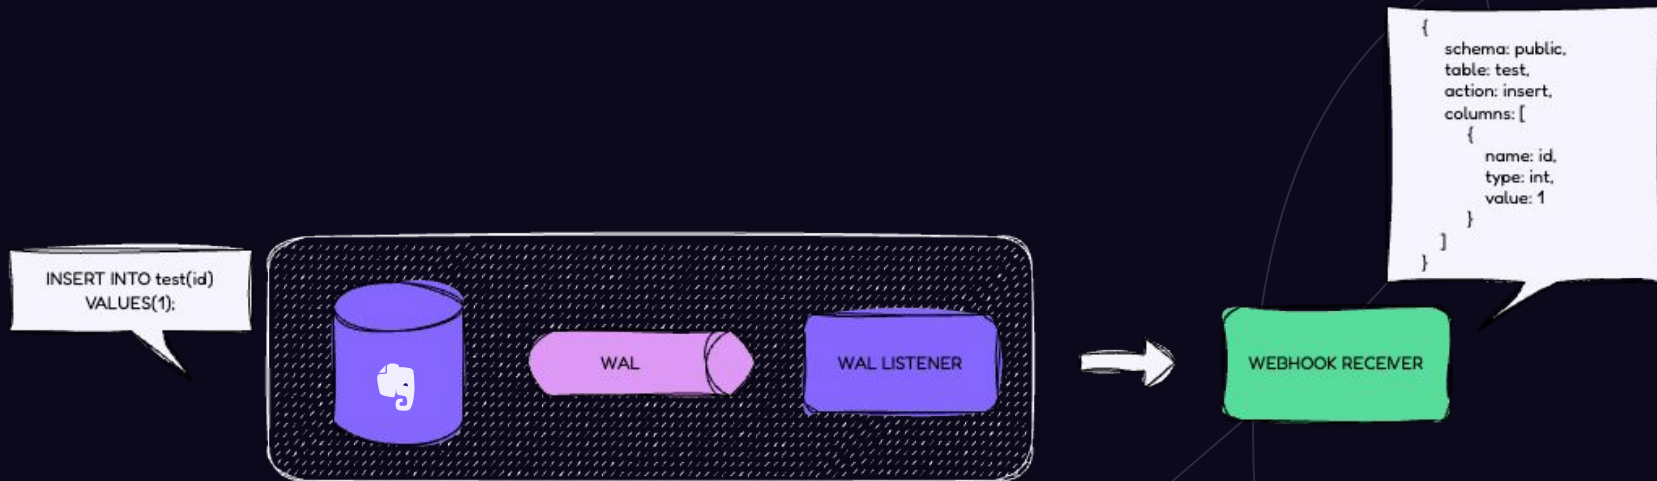 INSERT INTO test(id)
VALUES(1);
WAL
WAL LISTENER
WEBHOOK RECEIVER
{
schema: public,
table: test,
action: insert,
columns: [
{
name: id,
type: int,
value: 1
}
]
}